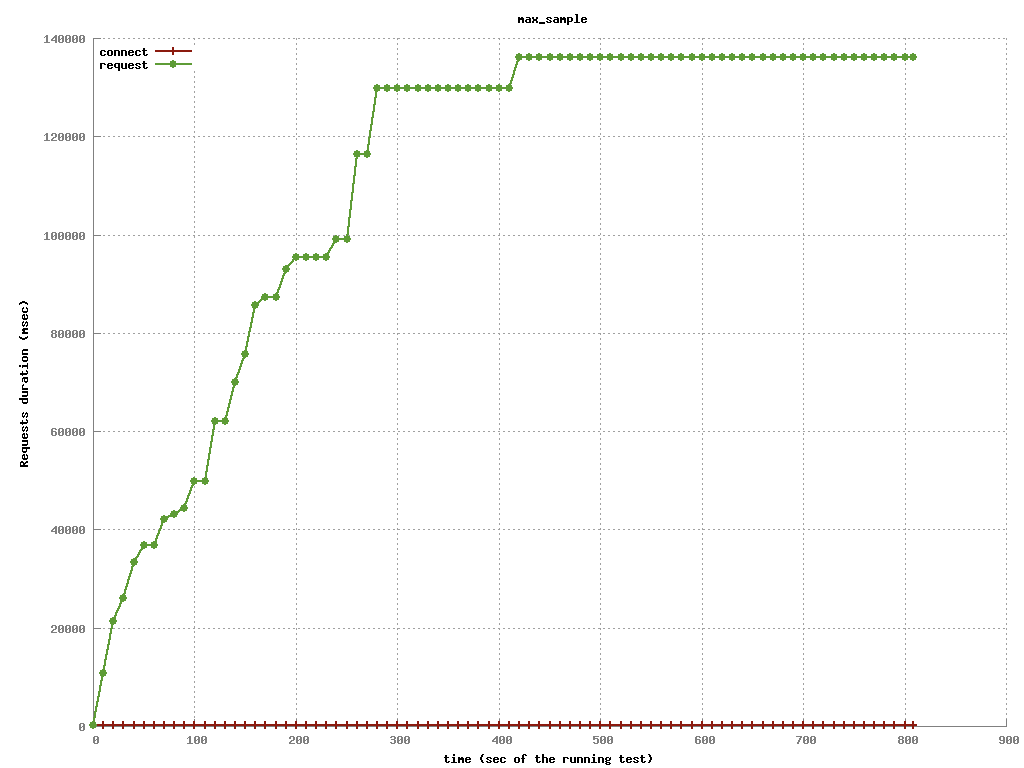 max_sample
140000
connect
request
120000
100000
80000
60000
40000
20000
0
Requests duration (msec)
0 100 200 300 400 500 600 700 800 900
time (sec of the running test)